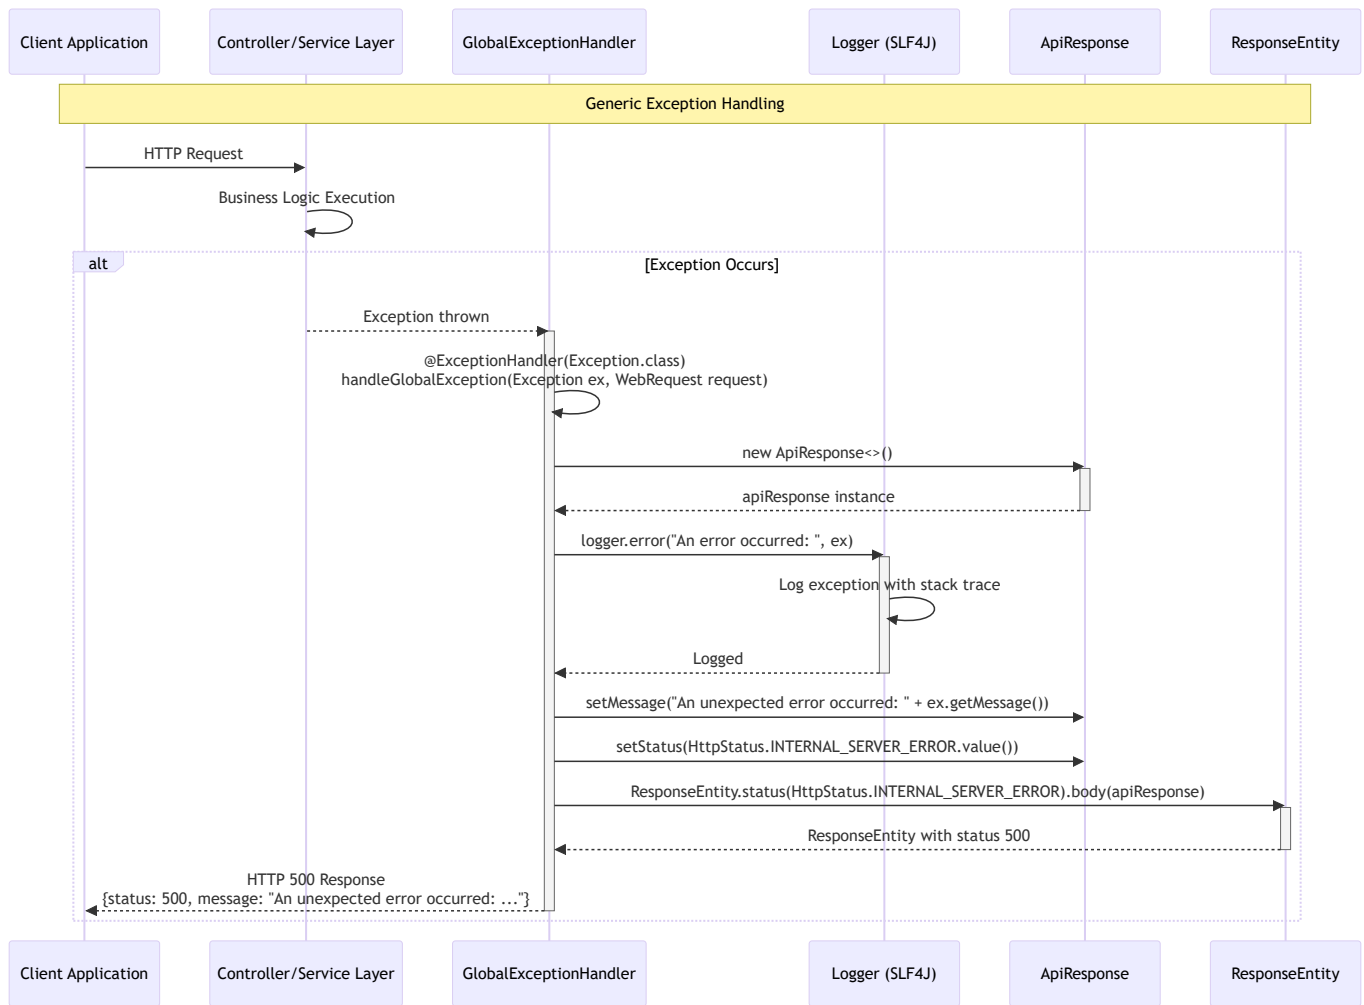 Client Application
Controller/Service Layer
GlobalExceptionHandler
Logger (SLF4J)
ApiResponse
ResponseEntity
Generic Exception Handling
HTTP Request
Business Logic Execution
alt
[Exception Occurs]
Exception thrown
@ExceptionHandler(Exception.class)
handleGlobalException(Exception ex, WebRequest request)
new ApiResponse<>()
apiResponse instance
logger.error("An error occurred: ", ex)
Log exception with stack trace
Logged
setMessage("An unexpected error occurred: " + ex.getMessage())
setStatus(HttpStatus.INTERNAL_SERVER_ERROR.value())
ResponseEntity.status(HttpStatus.INTERNAL_SERVER_ERROR).body(apiResponse)
ResponseEntity with status 500
HTTP 500 Response
{status: 500, message: "An unexpected error occurred: ..."}
Client Application
Controller/Service Layer
GlobalExceptionHandler
Logger (SLF4J)
ApiResponse
ResponseEntity